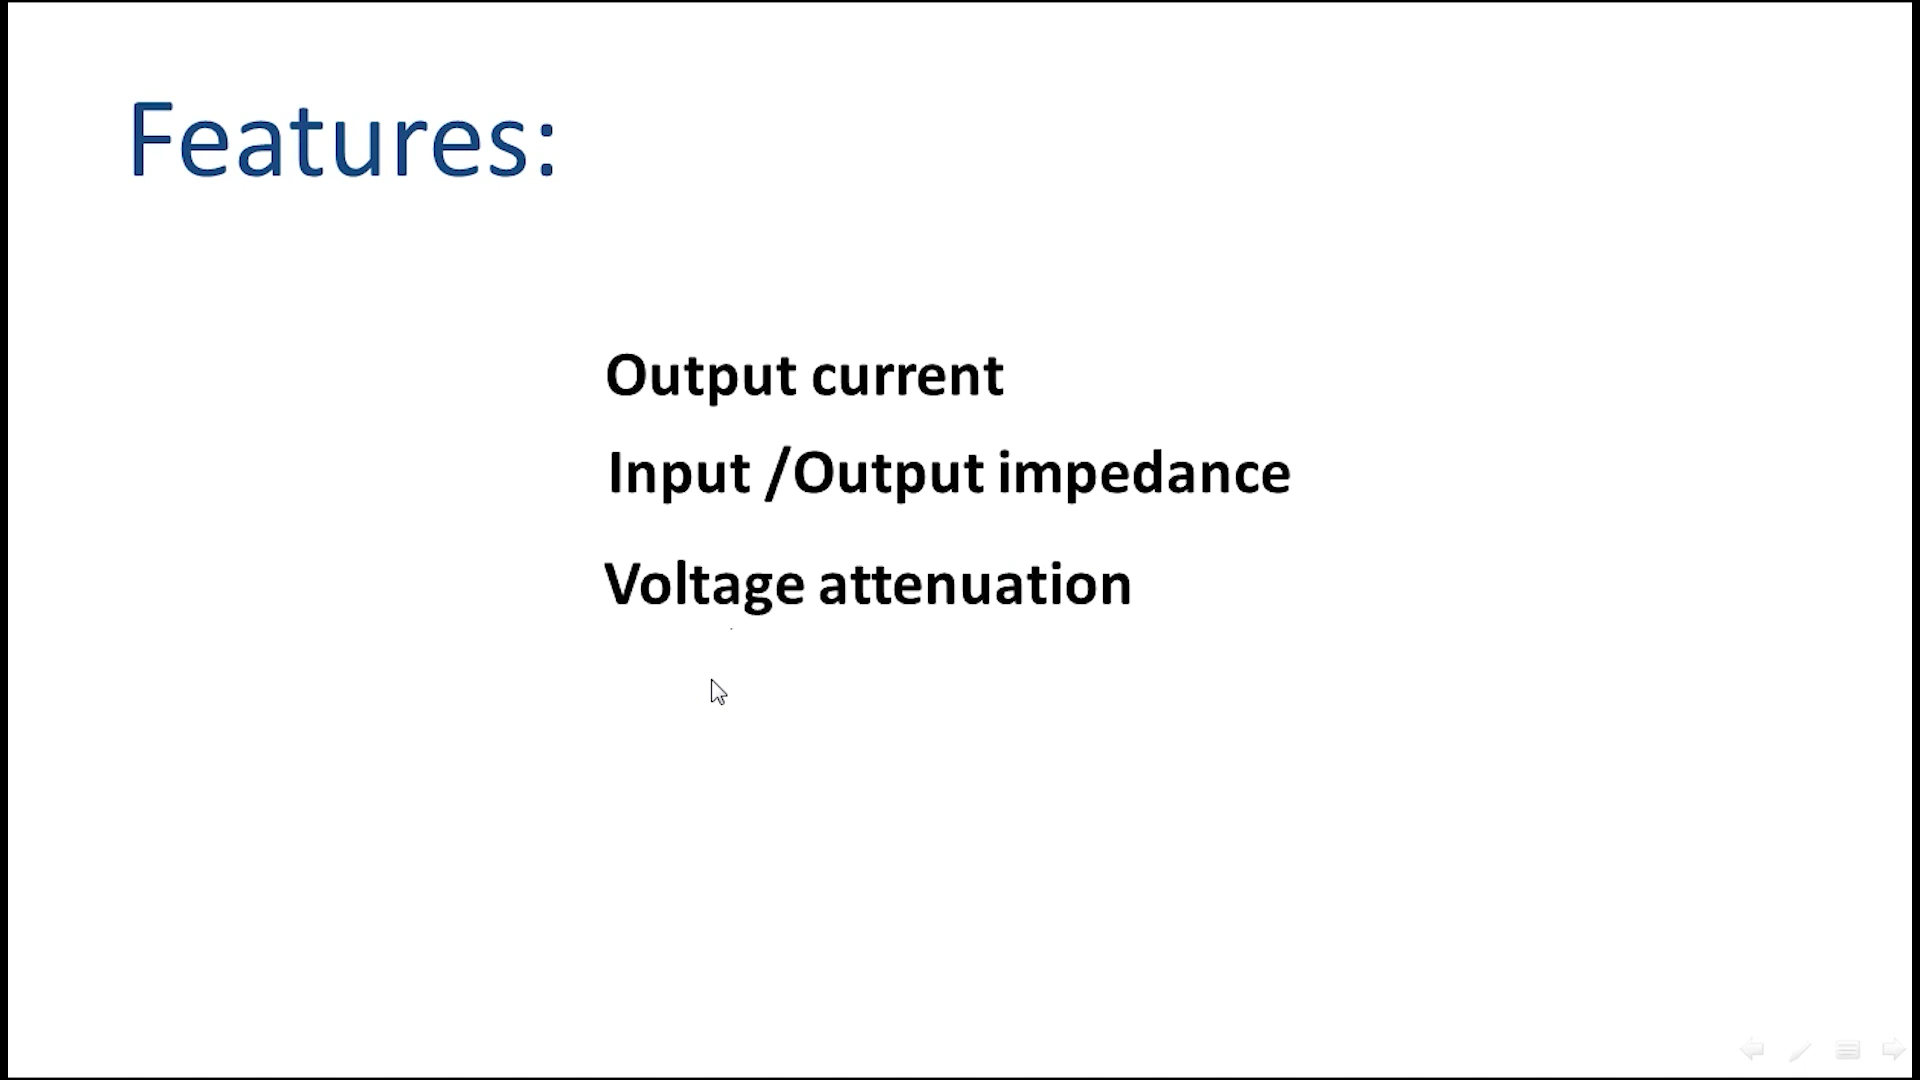 Features:
Output current
Input /Output impedance
Voltage attenuation